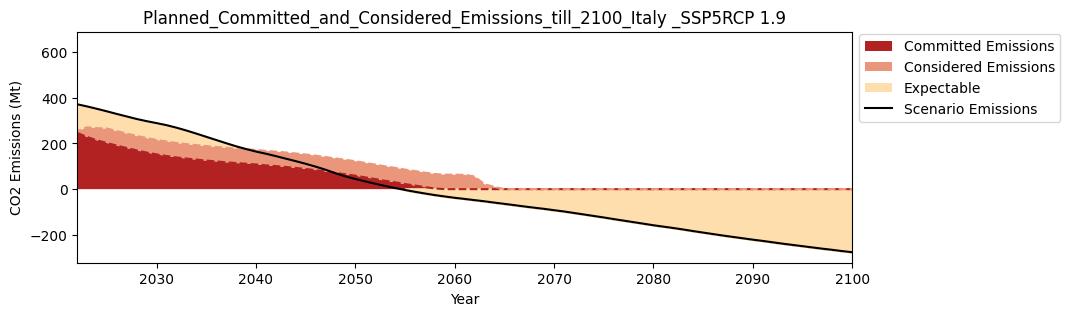 Planned_Committed_and_Considered_Emissions_till_2100_Italy _SSP5RCP 1.9
CO2 Emissions (Mt)
600
400
200
0
−200
2030 2040 2050 2060 2070 2080 2090 2100
Year
Committed Emissions
Considered Emissions
Expectable
Scenario Emissions